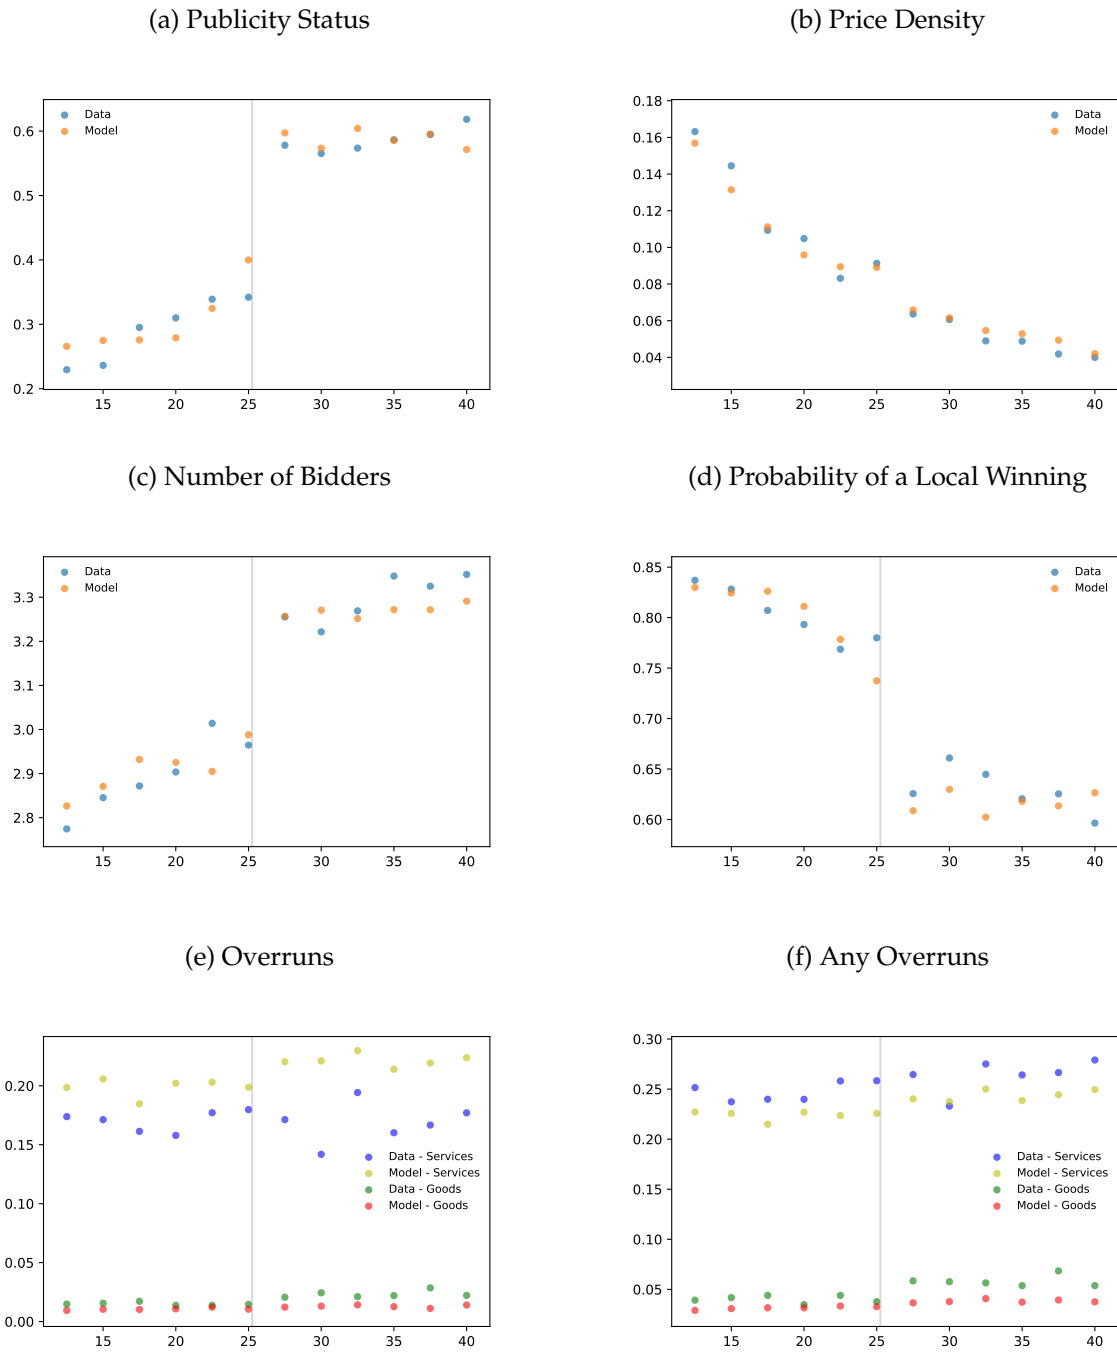 (a) Publicity Status
(b) Price Density
Data
Model
0.6
0.5
0.4
0.3
0.2
15 20 25 30 35 40
Data
Model
0.18
0.16
0.14
0.12
0.10
0.08
0.06
0.04
15 20 25 30 35 40
(c) Number of Bidders
(d) Probability of a Local Winning
Data
Model
3.3
3.2
3.1
3.0
2.9
2.8
15 20 25 30 35 40
Data
Model
0.85
0.80
0.75
0.70
0.65
0.60
15 20 25 30 35 40
(e) Overruns
(f) Any Overruns
0.20
0.15
0.10
0.05
0.00
Data - Services
Model - Services
Data - Goods
Model - Goods
15 20 25 30 35 40
0.30
0.25
0.20
0.15
0.10
0.05
Data - Services
Model - Services
Data - Goods
Model - Goods
15 20 25 30 35 40